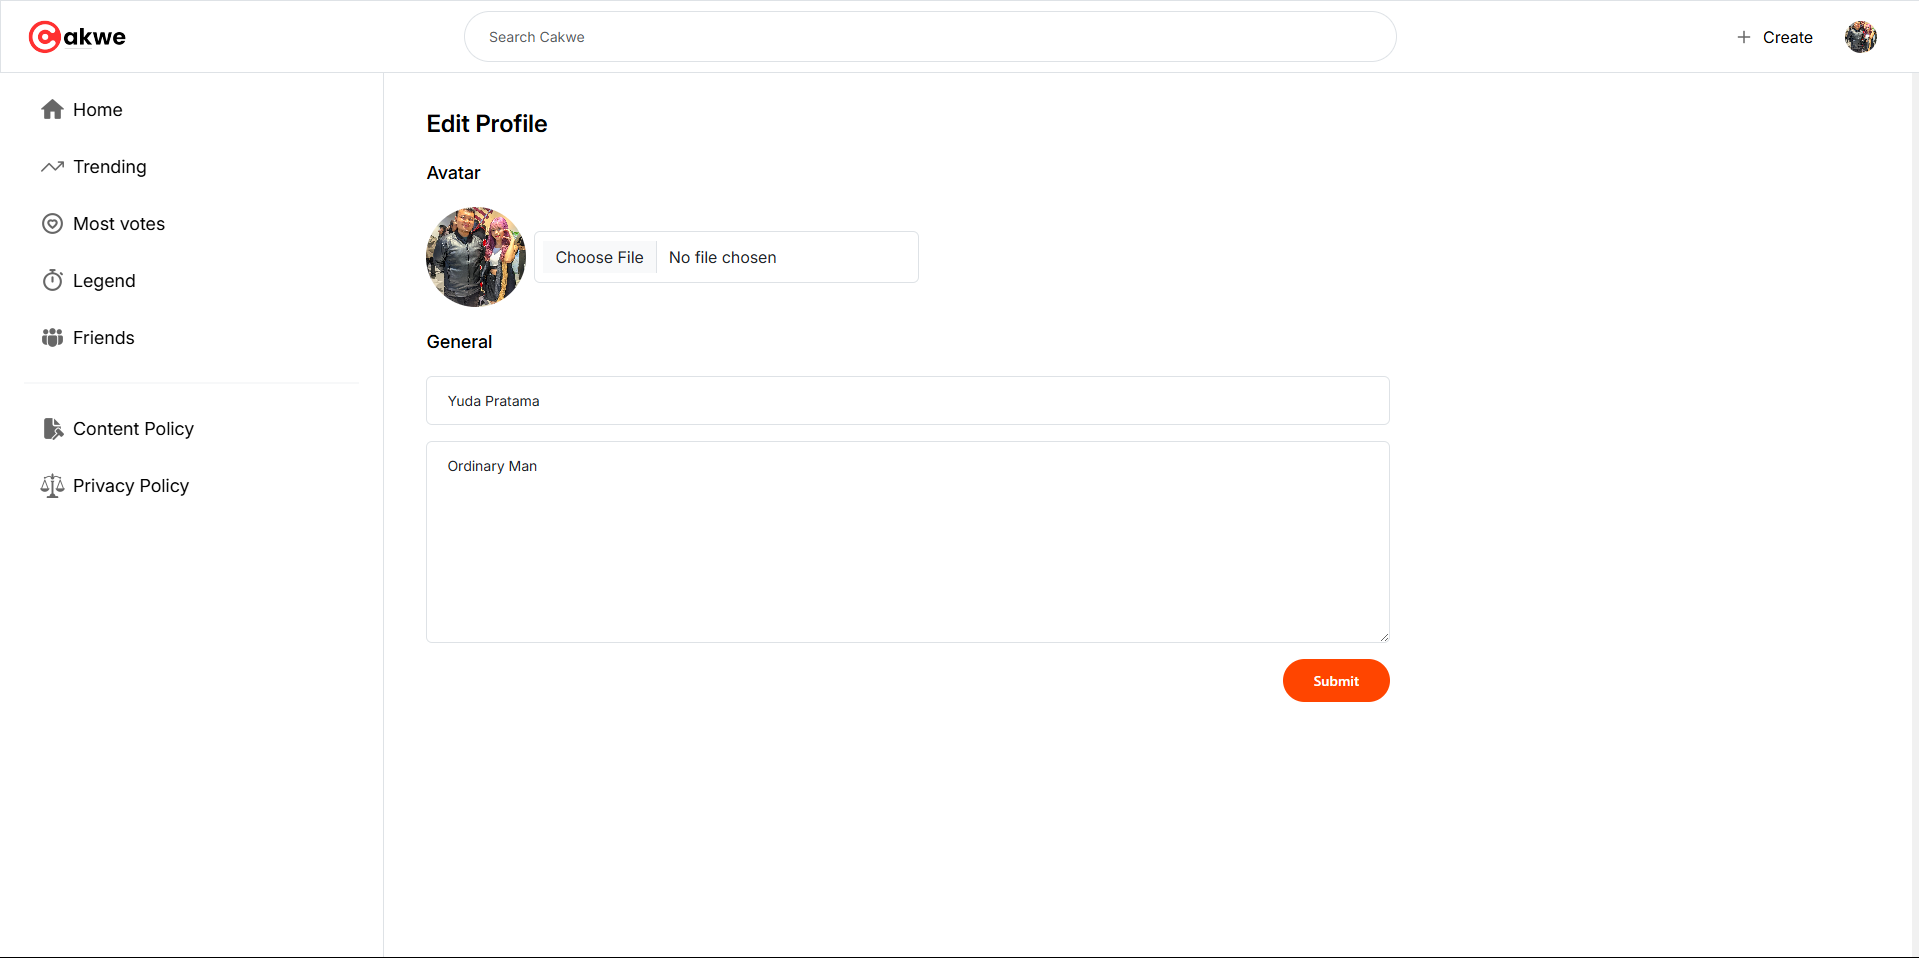 Cakwe
Search Cakwe
Create
Home
Trending
Most votes
Legend
Friends
Content Policy
Privacy Policy
Edit Profile
Avatar
Choose File No file chosen
General
Yuda Pratama
Ordinary Man
Submit